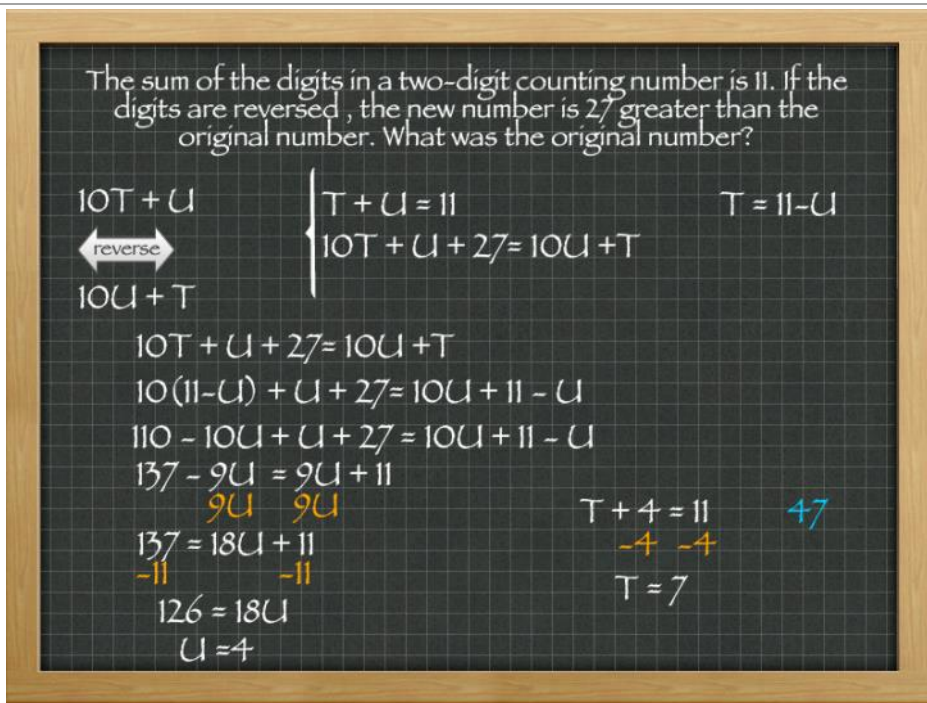 The sum of the digits in a two-digit counting number is 11. If the
digits are reversed , the new number is 27 greater than the
original number. What was the original number?
10T + U
reverse
10U + T
T + U = 11
10T + U + 27= 10U +T
T = 11-U
10T + U + 27= 10U +T
10(11-U) + U + 27= 10U + 11 - U
110 - 10U + U + 27 = 10U + 11 - U
137 - 9U = 9U + 11
9U 9U
137 = 18U + 11
-11 -11
126 = 18U
U =4
T + 4 = 11
-4 -4
T = 7
47